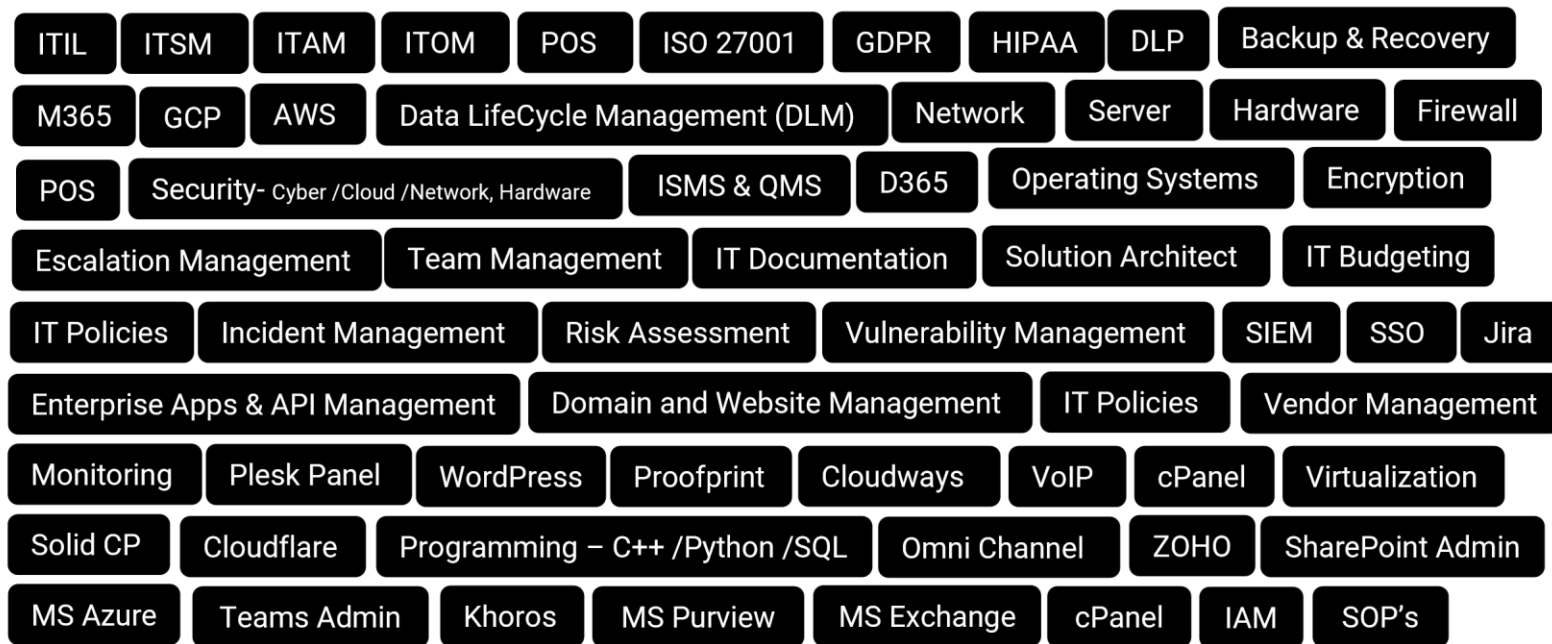 ITIL ITSM ITAM ITOM POS ISO 27001 GDPR HIPAA DLP Backup & Recovery
M365 GCP AWS Data LifeCycle Management (DLM) Network Server Hardware Firewall
POS Security- Cyber /Cloud /Network, Hardware ISMS & QMS D365 Operating Systems Encryption
Escalation Management Team Management IT Documentation Solution Architect IT Budgeting
IT Policies Incident Management Risk Assessment Vulnerability Management SIEM SSO Jira
Enterprise Apps & API Management Domain and Website Management IT Policies Vendor Management
Monitoring Plesk Panel WordPress Proofprint Cloudways VoIP cPanel Virtualization
Solid CP Cloudflare Programming – C++ /Python /SQL Omni Channel ZOHO SharePoint Admin
MS Azure Teams Admin Khoros MS Purview MS Exchange cPanel IAM SOP's